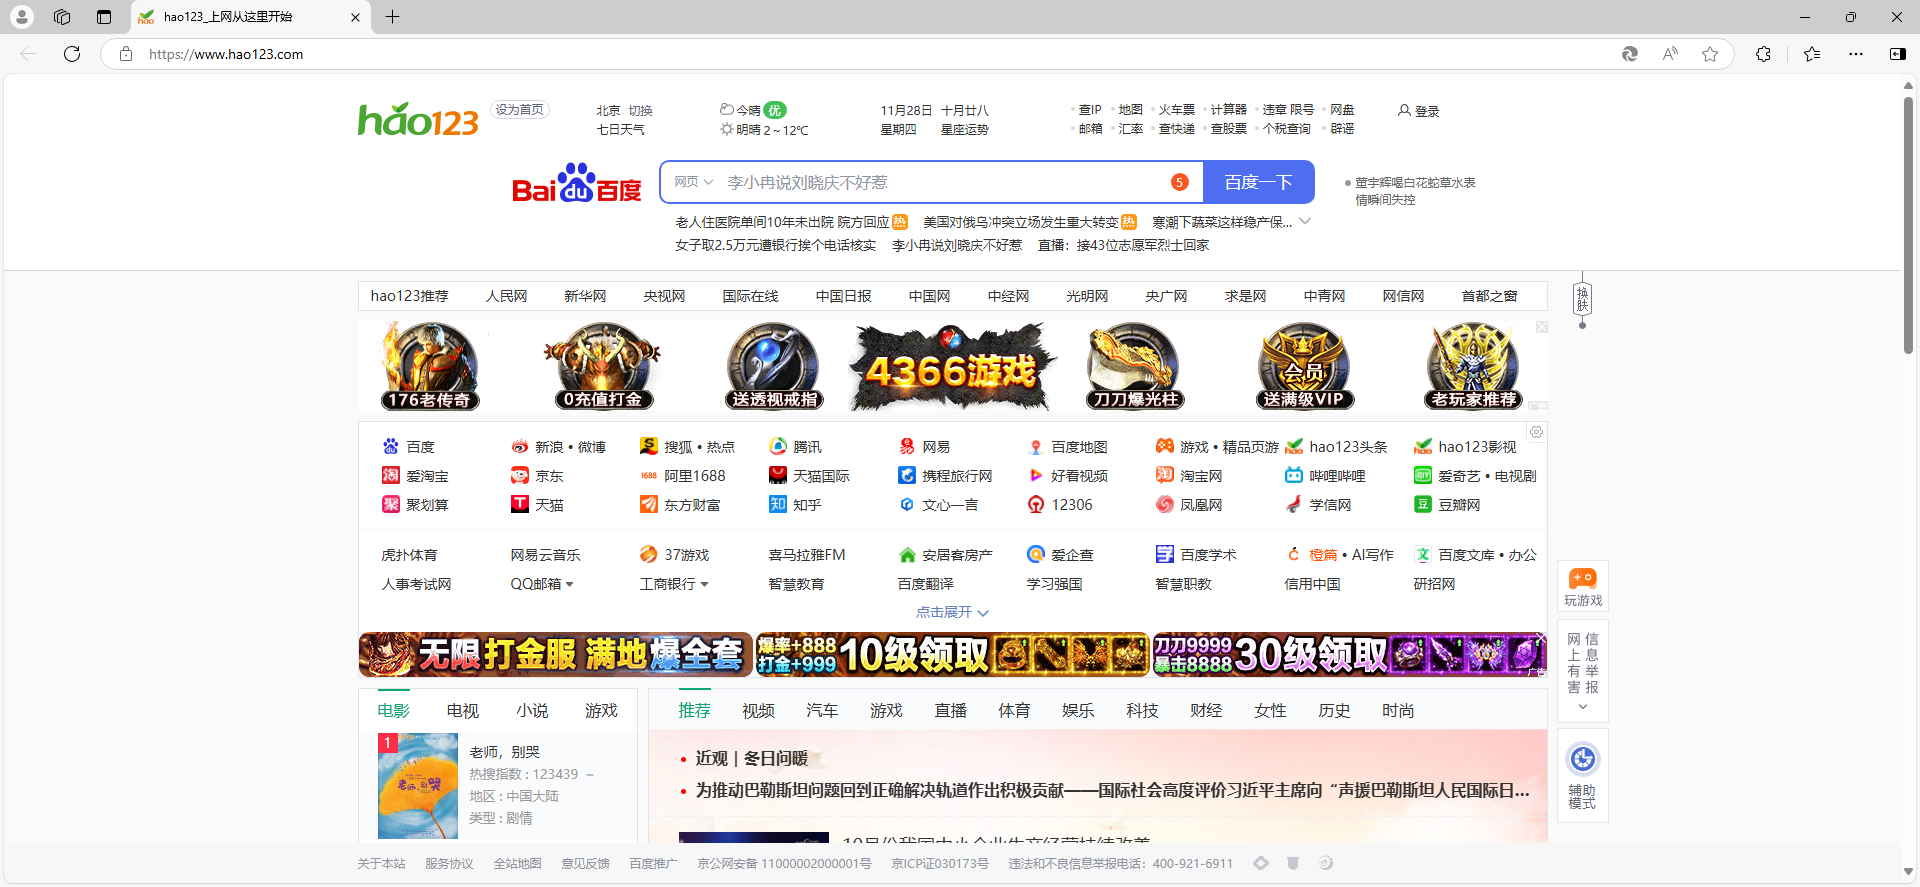 hao123_上网从这里开始
https://www.hao123.com
hao123
设为首页
北京 切换
七日天气
今晴 优
明晴 2～12℃
11月28日 十月廿八
星期四 星座运势
查IP 地图 火车票 计算器 违章 限号 网盘
邮箱 汇率 查快递 查股票 个税查询 辟谣
登录
Bai du 百度
网页 李小冉说刘晓庆不好惹 5 百度一下
董宇辉喝白花蛇草水表
情瞬间失控
老人住医院单间10年未出院 院方回应 热 美国对俄乌冲突立场发生重大转变 热 寒潮下蔬菜这样稳产保...
女子取2.5万元遭银行挨个电话核实 李小冉说刘晓庆不好惹 直播：接43位志愿军烈士回家
hao123推荐 人民网 新华网 央视网 国际在线 中国日报 中国网 中经网 光明网 央广网 求是网 中青网 网信网 首都之窗
换肤
176老传奇 0充值打金 送透视戒指 4366游戏 刀刀爆光柱 会员 送满级VIP 老玩家推荐
广告
百度 新浪 • 微博 搜狐 • 热点 腾讯 网易 百度地图 游戏 • 精品页游 hao123头条 hao123影视
爱淘宝 京东 阿里1688 天猫国际 携程旅行网 好看视频 淘宝网 哔哩哔哩 爱奇艺 • 电视剧
聚划算 天猫 东方财富 知乎 文心一言 12306 凤凰网 学信网 豆瓣网
虎扑体育 网易云音乐 37游戏 喜马拉雅FM 安居客房产 爱企查 百度学术 橙篇 • AI写作 百度文库 • 办公
人事考试网 QQ邮箱 工商银行 智慧教育 百度翻译 学习强国 智慧职教 信用中国 研招网
点击展开
无限打金服 满地爆全套 爆率+888 打金+999 10级领取 刀刀9999 暴击8888 30级领取
广告
玩游戏
网上有害信息举报
辅助模式
电影 电视 小说 游戏
推荐 视频 汽车 游戏 直播 体育 娱乐 科技 财经 女性 历史 时尚
1
老师，别哭
老师，别哭
热搜指数 : 123439 –
地区 : 中国大陆
类型 : 剧情
近观｜冬日问暖
为推动巴勒斯坦问题回到正确解决轨道作出积极贡献——国际社会高度评价习近平主席向“声援巴勒斯坦人民国际日...
10月份我国中小企业生产经营持续改善
关于本站 服务协议 全站地图 意见反馈 百度推广 京公网安备 11000002000001号 京ICP证030173号 违法和不良信息举报电话：400-921-6911